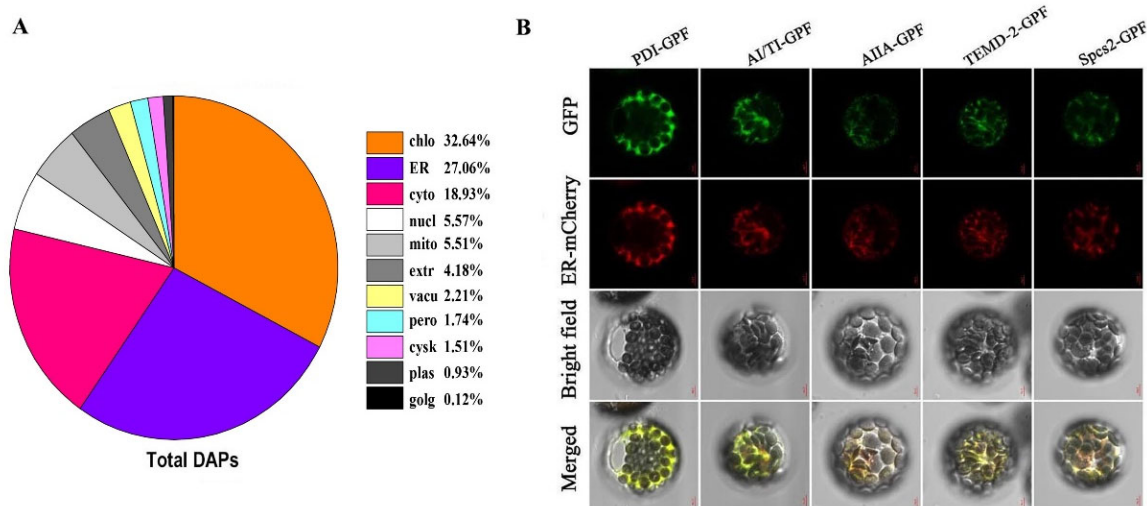 A
chlo 32.64%
ER 27.06%
cyto 18.93%
nucl 5.57%
mito 5.51%
extr 4.18%
vacu 2.21%
pero 1.74%
cysk 1.51%
plas 0.93%
golg 0.12%
Total DAPs
B
PDI-GPF
AI/TI-GPF
AIIA-GPF
TEMD-2-GPF
Spcs2-GPF
GFP
ER-mCherry
Bright field
Merged